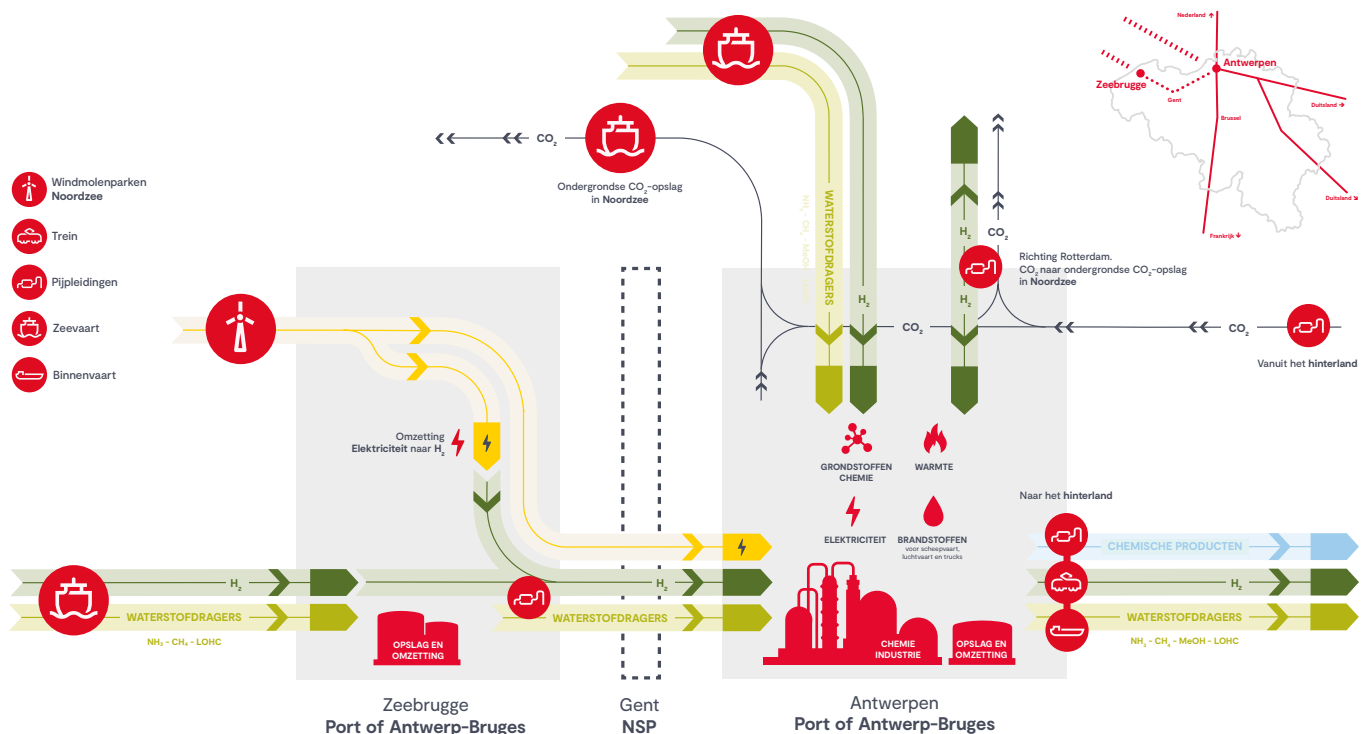 Nederland
Antwerpen
Zeebrugge
Gent
Duitsland
Brussel
Duitsland
Frankrijk
CO₂
Ondergrondse CO₂-opslag
in Noordzee
Windmolenparken
Noordzee
Trein
Pijpleidingen
Zeevaart
Binnenvaart
WATERSTOFDRAGERS
H₂
H₂
CO₂
H₂
H₂
Richting Rotterdam.
CO₂ naar ondergrondse CO₂-opslag
in Noordzee
CO₂
CO₂
Vanuit het hinterland
Omzetting
Elektriciteit naar H₂
GRONDSTOFFEN
CHEMIE
WARMTE
ELEKTRICITEIT
BRANDSTOFFEN
voor scheepvaart,
luchtvaart en trucks
Naar het hinterland
CHEMISCHE PRODUCTEN
H₂
H₂
WATERSTOFDRAGERS
WATERSTOFDRAGERS
WATERSTOFDRAGERS
NH₃ - CH₄ - LOHC
NH₃ - CH₄ - MeOH - LOHC
OPSLAG EN
OMZETTING
CHEMIE
INDUSTRIE
OPSLAG EN
OMZETTING
Zeebrugge
Port of Antwerp-Bruges
Gent
NSP
Antwerpen
Port of Antwerp-Bruges